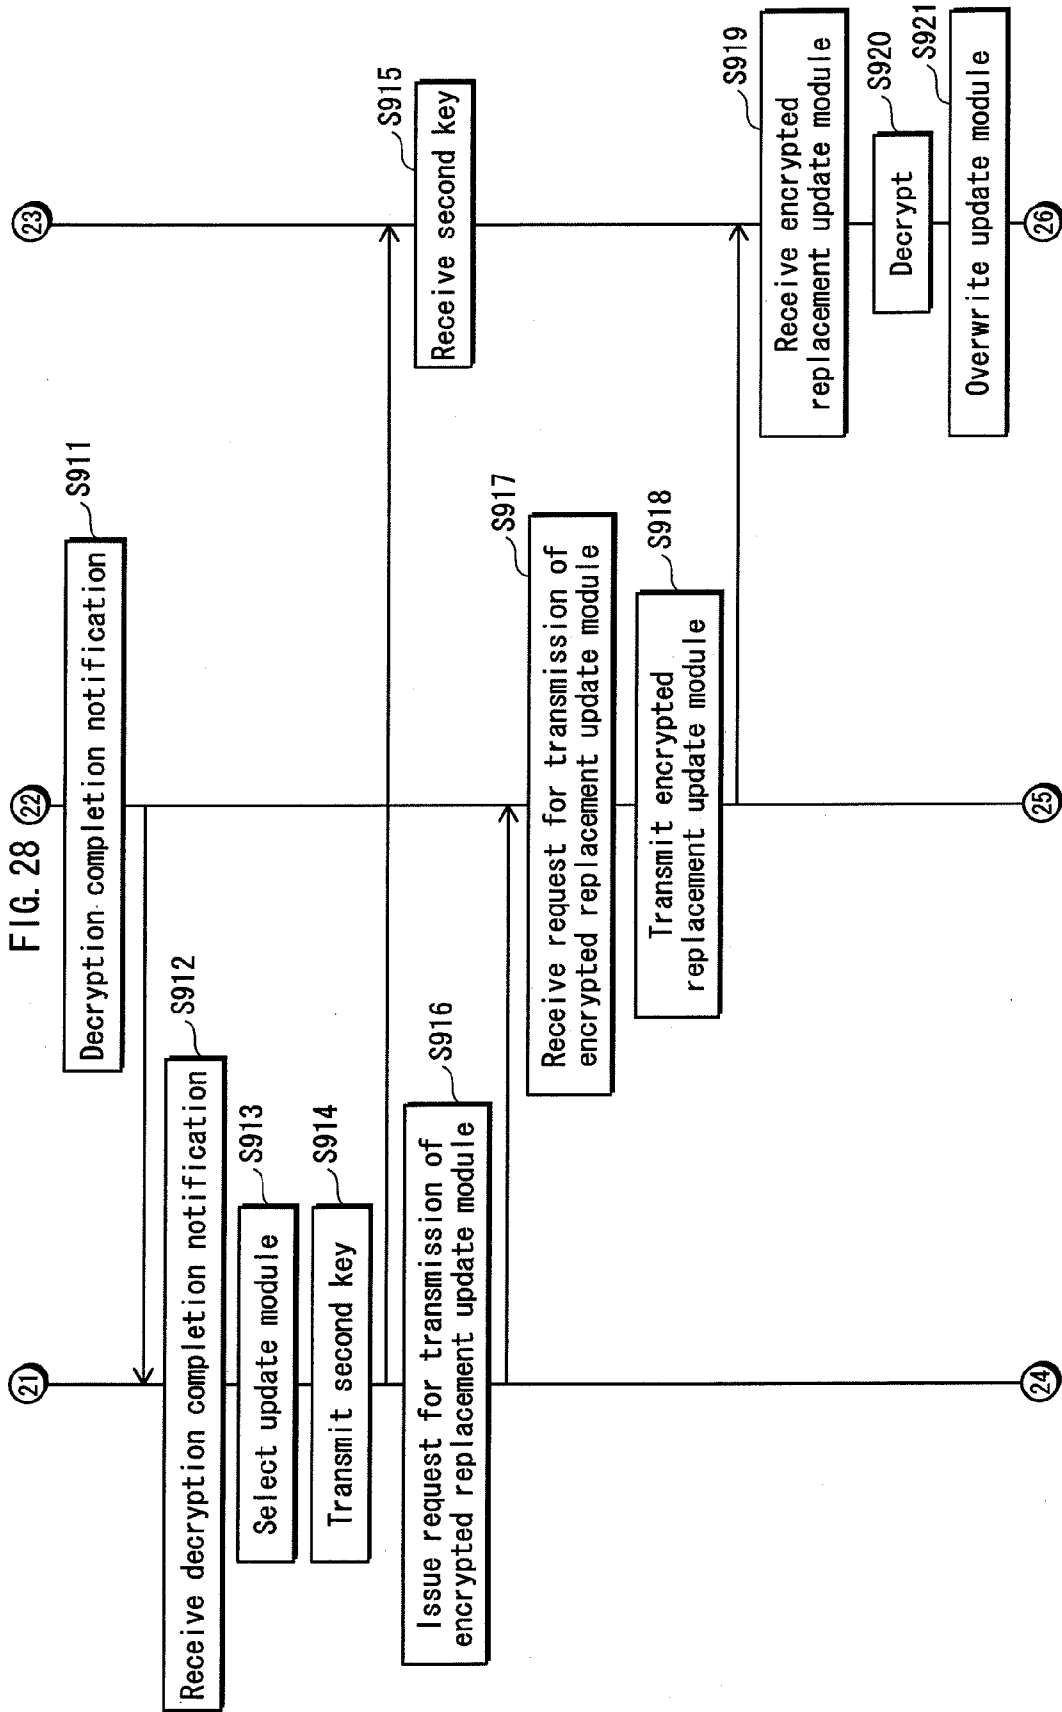 FIG. 28
21
22
23
Decryption completion notification
S911
Receive decryption completion notification
S912
Select update module
S913
Transmit second key
S914
Receive second key
S915
Issue request for transmission of
encrypted replacement update module
S916
Receive request for transmission of
encrypted replacement update module
S917
Transmit encrypted
replacement update module
S918
Receive encrypted
replacement update module
S919
Decrypt
S920
Overwrite update module
S921
24
25
26